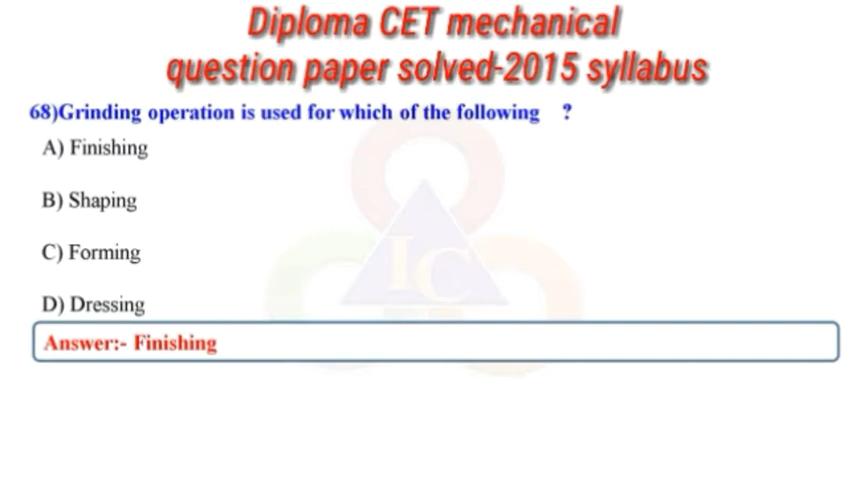 Diploma CET mechanical
question paper solved-2015 syllabus
68)Grinding operation is used for which of the following ?
A) Finishing
B) Shaping
C) Forming
D) Dressing
IC
Answer:- Finishing